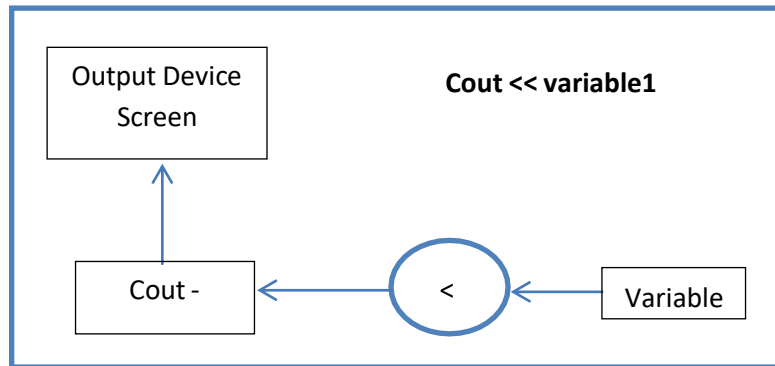 Output Device
Screen
Cout << variable1
Cout -
<
Variable